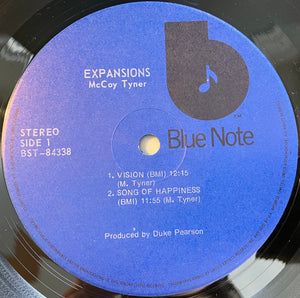 EXPANSIONS
McCoy Tyner
STEREO
SIDE 1
BST-84338
b
TM
Blue Note
1. VISION (BMI) 12:15
(M. Tyner)
2. SONG OF HAPPINESS
(BMI) 11:55 (M. Tyner)
Produced by Duke Pearson